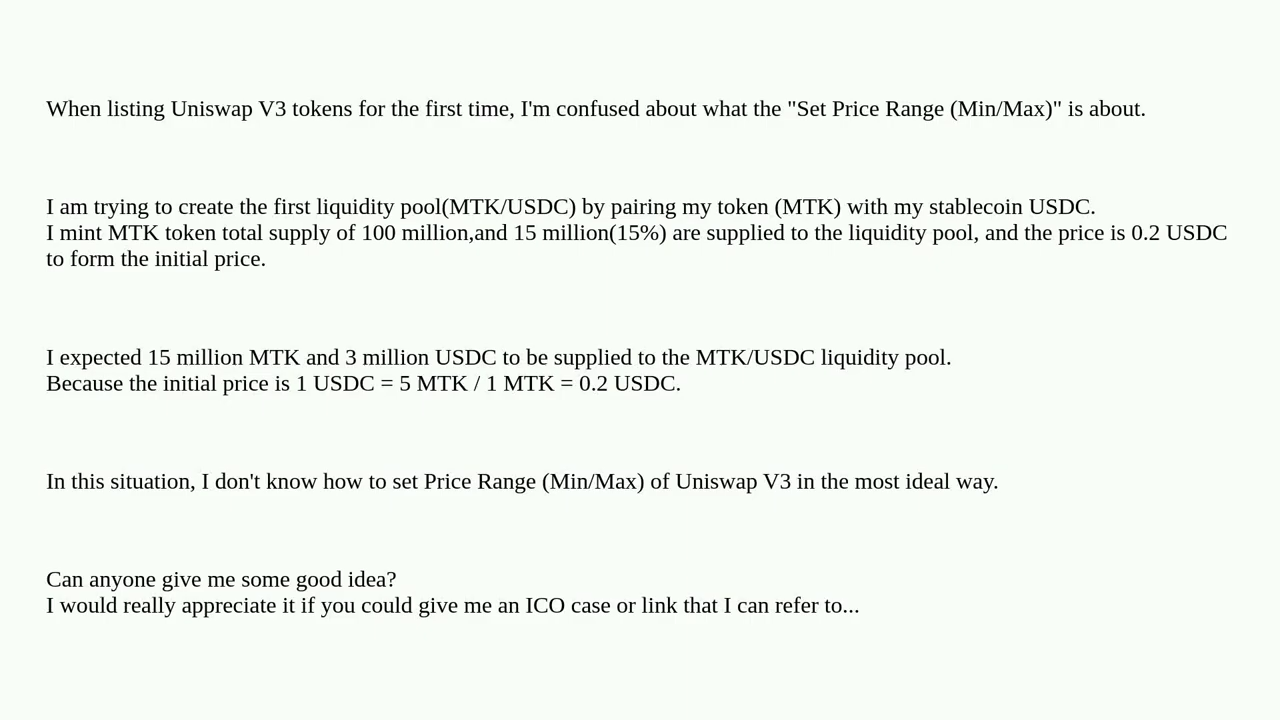 When listing Uniswap V3 tokens for the first time, I'm confused about what the "Set Price Range (Min/Max)" is about.
I am trying to create the first liquidity pool(MTK/USDC) by pairing my token (MTK) with my stablecoin USDC.
I mint MTK token total supply of 100 million,and 15 million(15%) are supplied to the liquidity pool, and the price is 0.2 USDC
to form the initial price.
I expected 15 million MTK and 3 million USDC to be supplied to the MTK/USDC liquidity pool.
Because the initial price is 1 USDC = 5 MTK / 1 MTK = 0.2 USDC.
In this situation, I don't know how to set Price Range (Min/Max) of Uniswap V3 in the most ideal way.
Can anyone give me some good idea?
I would really appreciate it if you could give me an ICO case or link that I can refer to...